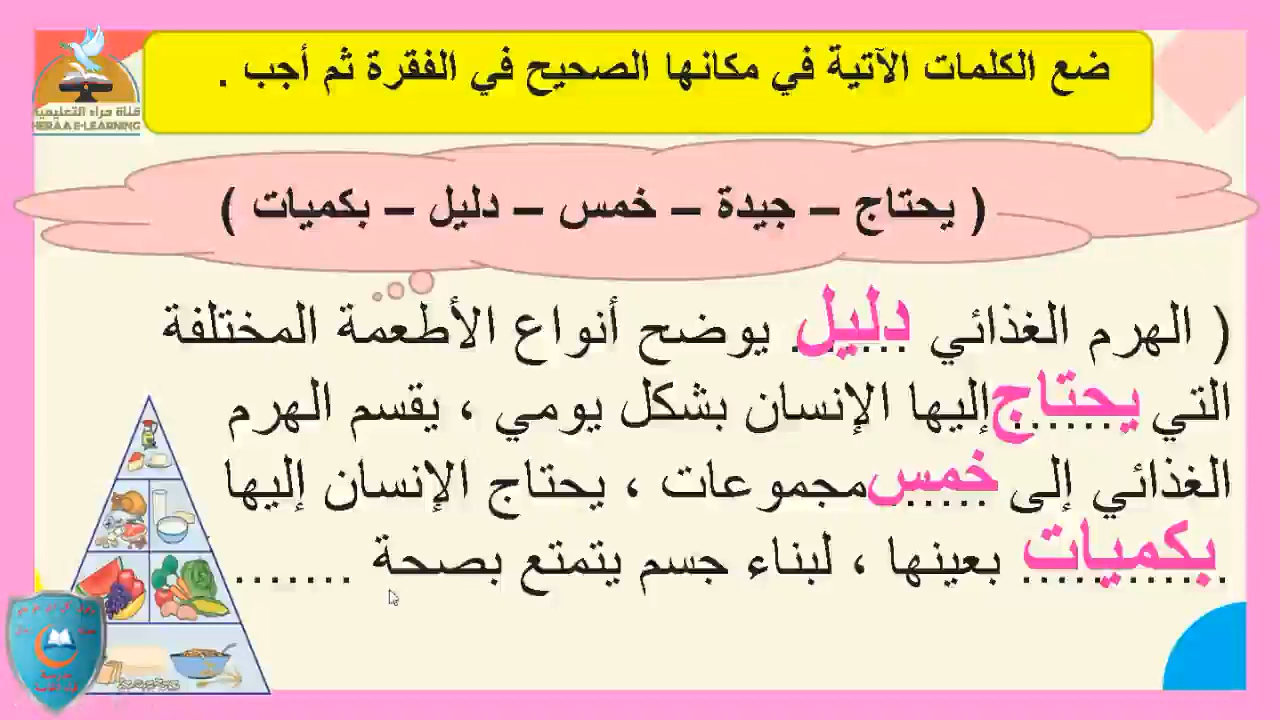 ضع الكلمات الآتية في مكانها الصحيح في الفقرة ثم أجب .
قناة حراء التعليمية
HERAA E-LEARNING
( يحتاج – جيدة – خمس – دليل – بكميات )
( الهرم الغذائي دليل....... يوضح أنواع الأطعمة المختلفة
التي يحتاج.......إليها الإنسان بشكل يومي ، يقسم الهرم
الغذائي إلى خمس......مجموعات ، يحتاج الإنسان إليها
بكميات............ بعينها ، لبناء جسم يتمتع بصحة .......